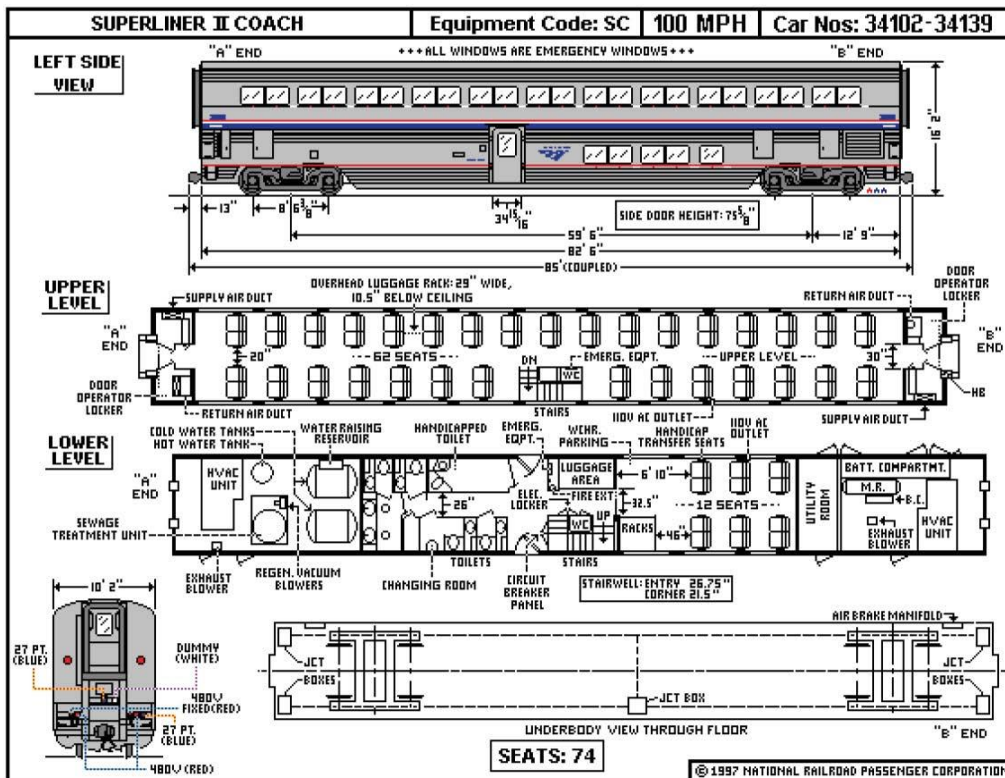 SUPERLINER II COACH
Equipment Code: SC
100 MPH
Car Nos: 34102-34139
"A" END
+++ALL WINDOWS ARE EMERGENCY WINDOWS+++
"B" END
LEFT SIDE
VIEW
16' 2"
13"
8' 6 3/8"
34 15/16"
SIDE DOOR HEIGHT: 75 5/8"
59' 6"
12' 9"
82' 6"
85' (COUPLED)
UPPER
LEVEL
SUPPLY AIR DUCT
OVERHEAD LUGGAGE RACK: 29" WIDE,
10.5" BELOW CEILING
RETURN AIR DUCT
DOOR
OPERATOR
LOCKER
"A"
END
"B"
END
20"
62 SEATS
DN
WC
EMERG. EQPT.
UPPER LEVEL
30"
DOOR
OPERATOR
LOCKER
RETURN AIR DUCT
STAIRS
110V AC OUTLET
SUPPLY AIR DUCT
HB
LOWER
LEVEL
COLD WATER TANKS
HOT WATER TANK
WATER RAISING
RESERVOIR
HANDICAPPED
TOILET
EMERG.
EQPT.
WCHR.
PARKING
HANDICAP
TRANSFER SEATS
110V AC
OUTLET
"A"
END
HVAC
UNIT
LUGGAGE
AREA
6' 10"
BATT. COMPARTMT.
M.R.
B.C.
26"
ELEC.
LOCKER
FIRE EXT.
32.5"
12 SEATS
UTILITY
ROOM
SEWAGE
TREATMENT UNIT
WC
UP
RACKS
46"
EXHAUST
BLOWER
HVAC
UNIT
EXHAUST
BLOWER
REGEN. VACUUM
BLOWERS
TOILETS
CHANGING ROOM
CIRCUIT
BREAKER
PANEL
STAIRS
STAIRWELL: ENTRY 26.75"
CORNER 21.5"
10' 2"
AIR BRAKE MANIFOLD
27 PT.
(BLUE)
DUMMY
(WHITE)
480V
FIXED (RED)
27 PT.
(BLUE)
480V (RED)
JCT
BOXES
JCT BOX
JCT
BOXES
UNDERBODY VIEW THROUGH FLOOR
"B" END
SEATS: 74
© 1997 NATIONAL RAILROAD PASSENGER CORPORATION